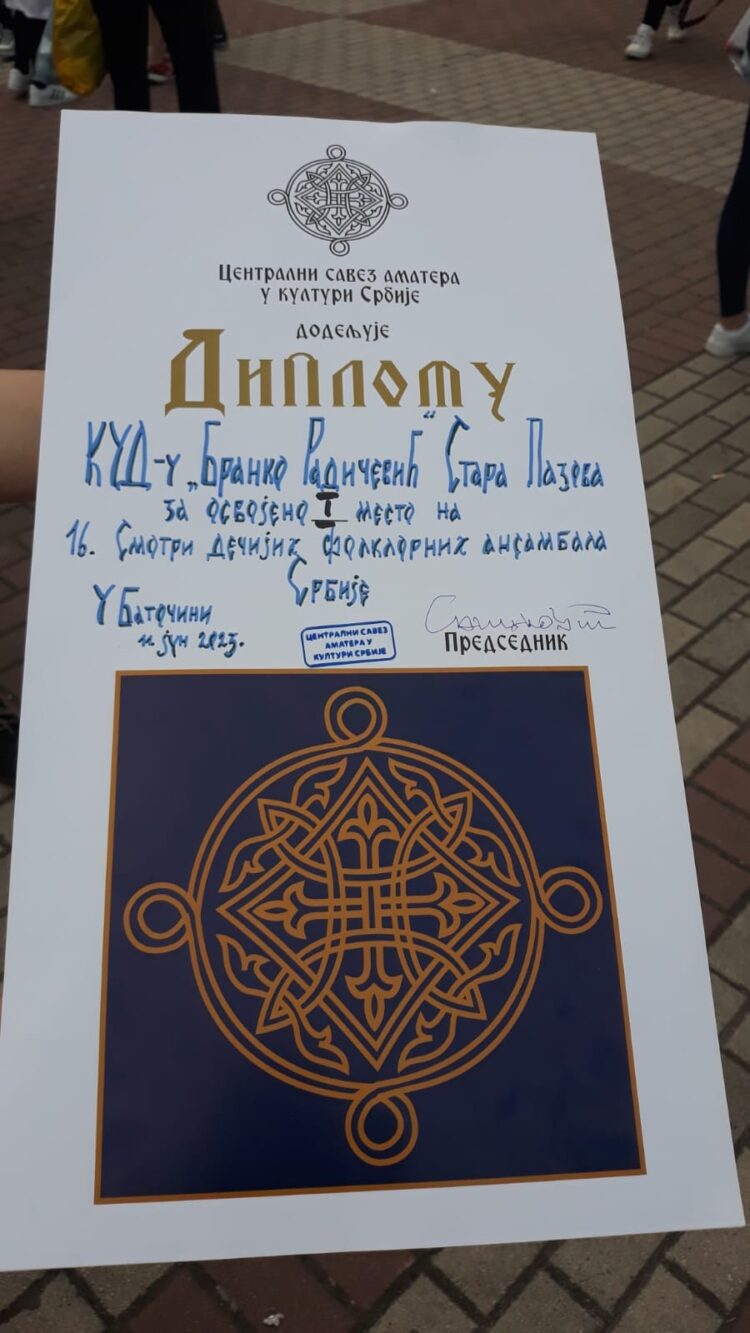 Централни савез аматера
у култури Србије
додељује
Диплому
КУД-у „Бранко Радичевић“ Стара Пазова
за освојено I место на
16. Смотри дечијих фолклорних ансамбала
Србије
У Баточини
11. јун 2023.
ЦЕНТРАЛНИ САВЕЗ
АМАТЕРА У
КУЛТУРИ СРБИЈЕ
Председник